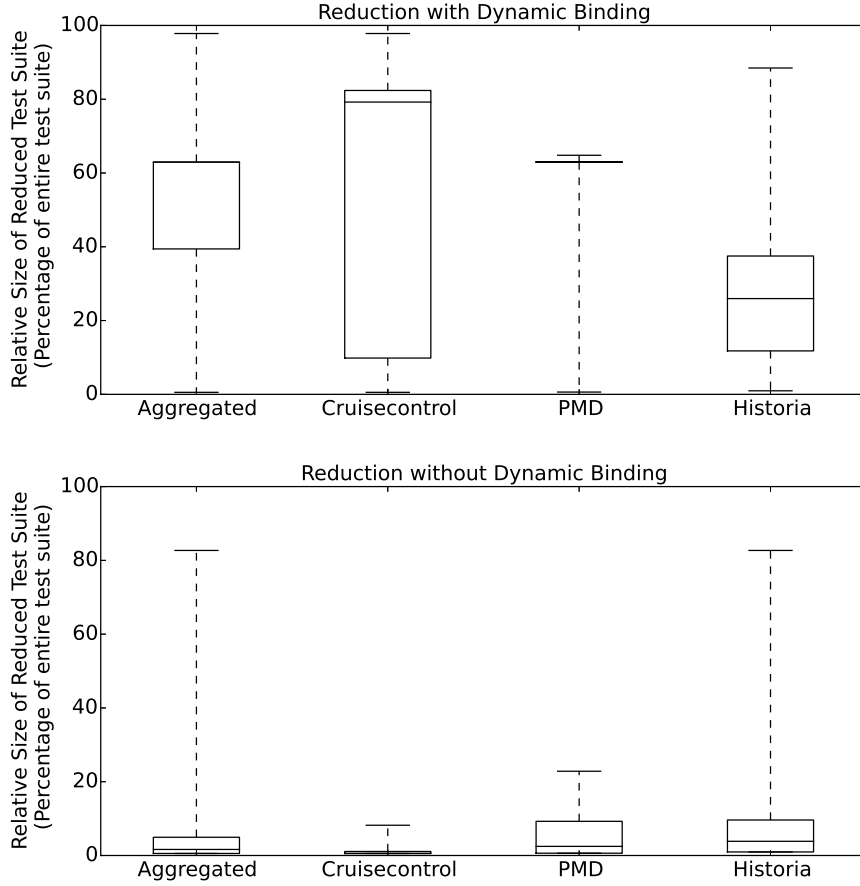 Reduction with Dynamic Binding
Relative Size of Reduced Test Suite
(Percentage of entire test suite)
100
80
60
40
20
0
Aggregated Cruisecontrol PMD Historia
Reduction without Dynamic Binding
Relative Size of Reduced Test Suite
(Percentage of entire test suite)
100
80
60
40
20
0
Aggregated Cruisecontrol PMD Historia